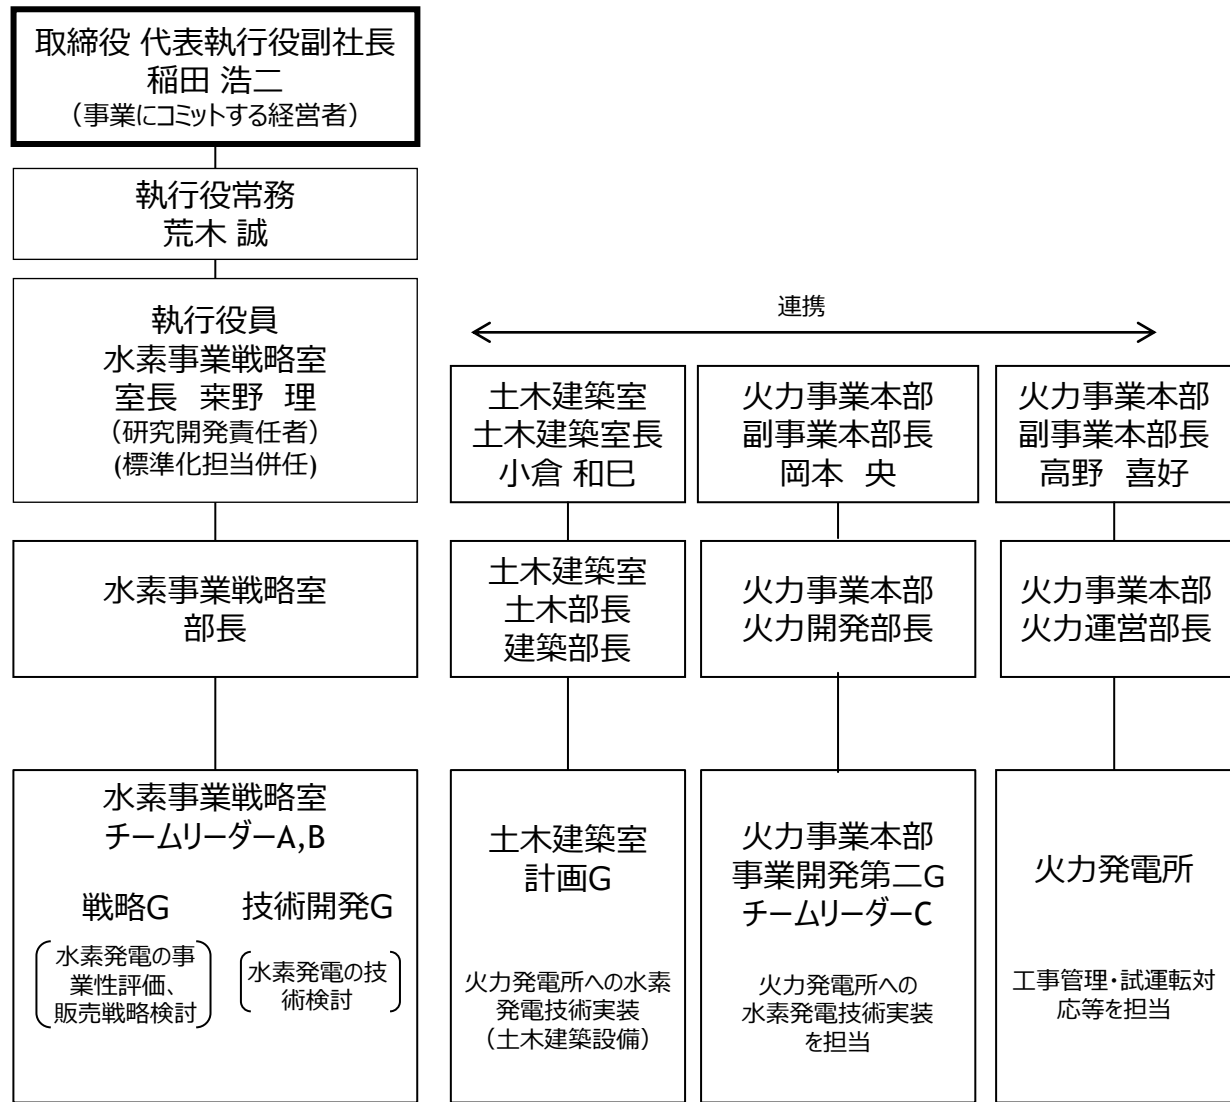 取締役 代表執行役副社長
稲田 浩二
（事業にコミットする経営者）
執行役常務
荒木 誠
執行役員
水素事業戦略室
室長　桒野　理
（研究開発責任者）
(標準化担当併任)
連携
土木建築室
土木建築室長
小倉 和巳
火力事業本部
副事業本部長
岡本　央
火力事業本部
副事業本部長
高野　喜好
水素事業戦略室
部長
土木建築室
土木部長
建築部長
火力事業本部
火力開発部長
火力事業本部
火力運営部長
水素事業戦略室
チームリーダーA,B
戦略G
水素発電の事
業性評価、
販売戦略検討
技術開発G
水素発電の技
術検討
土木建築室
計画G
火力発電所への水素
発電技術実装
（土木建築設備）
火力事業本部
事業開発第二G
チームリーダーC
火力発電所への
水素発電技術実装
を担当
火力発電所
工事管理・試運転対
応等を担当